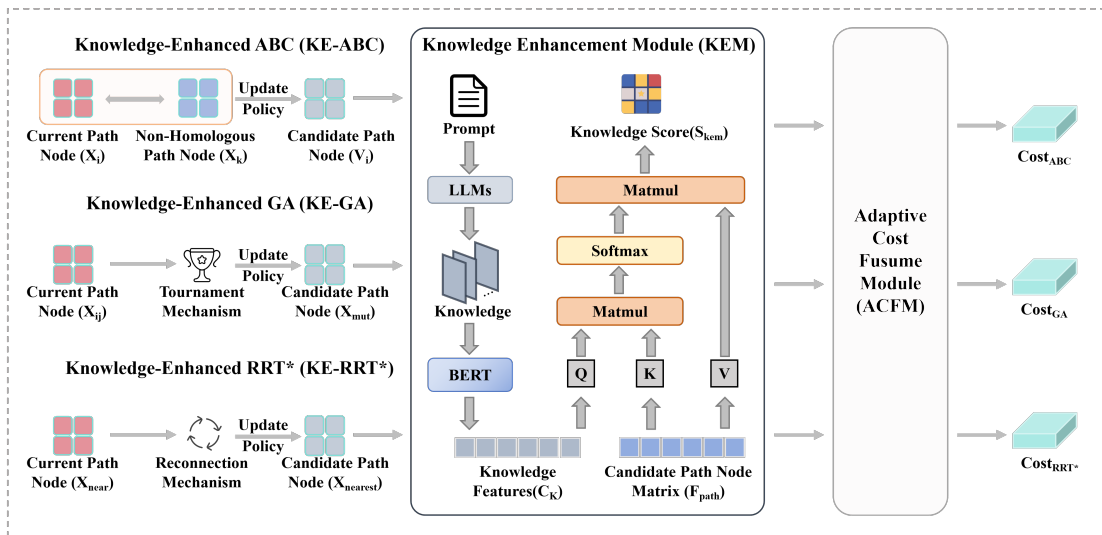 Knowledge-Enhanced ABC (KE-ABC)
Update
Policy
Current Path
Node (Xi)
Non-Homologous
Path Node (Xk)
Candidate Path
Node (Vi)
Knowledge-Enhanced GA (KE-GA)
Update
Policy
Current Path
Node (Xij)
Tournament
Mechanism
Candidate Path
Node (Xmut)
Knowledge-Enhanced RRT* (KE-RRT*)
Update
Policy
Current Path
Node (Xnear)
Reconnection
Mechanism
Candidate Path
Node (Xnearest)
Knowledge Enhancement Module (KEM)
Prompt
LLMs
Knowledge
...
BERT
Knowledge
Features(CK)
Knowledge Score(Skem)
Matmul
Softmax
Matmul
Q
K
V
Candidate Path Node
Matrix (Fpath)
Adaptive
Cost
Fusume
Module
(ACFM)
CostABC
CostGA
CostRRT*